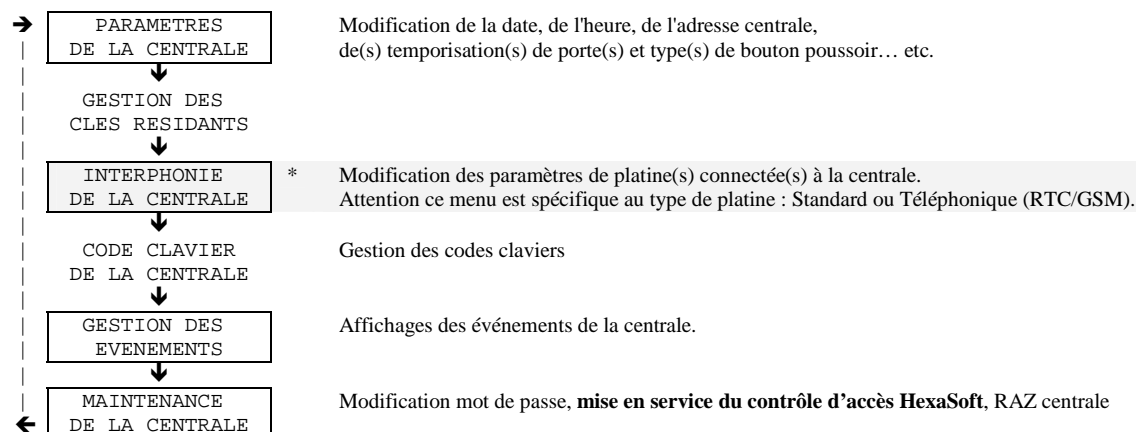 PARAMETRES Modification de la date, de l'heure, de l'adresse centrale,
DE LA CENTRALE de(s) temporisation(s) de porte(s) et type(s) de bouton poussoir… etc.
GESTION DES
CLES RESIDANTS
INTERPHONIE * Modification des paramètres de platine(s) connectée(s) à la centrale.
DE LA CENTRALE Attention ce menu est spécifique au type de platine : Standard ou Téléphonique (RTC/GSM).
CODE CLAVIER Gestion des codes claviers
DE LA CENTRALE
GESTION DES Affichages des événements de la centrale.
EVENEMENTS
MAINTENANCE Modification mot de passe, mise en service du contrôle d’accès HexaSoft, RAZ centrale
DE LA CENTRALE